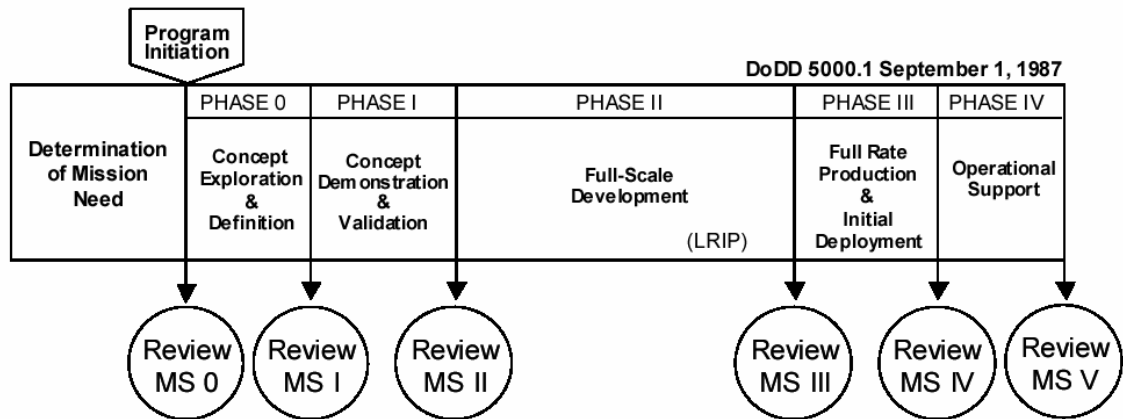 Program
Initiation
DoDD 5000.1 September 1, 1987
PHASE 0
PHASE I
PHASE II
PHASE III
PHASE IV
Determination
of Mission
Need
Concept
Exploration
&
Definition
Concept
Demonstration
&
Validation
Full-Scale
Development
(LRIP)
Full Rate
Production
&
Initial
Deployment
Operational
Support
Review
MS 0
Review
MS I
Review
MS II
Review
MS III
Review
MS IV
Review
MS V